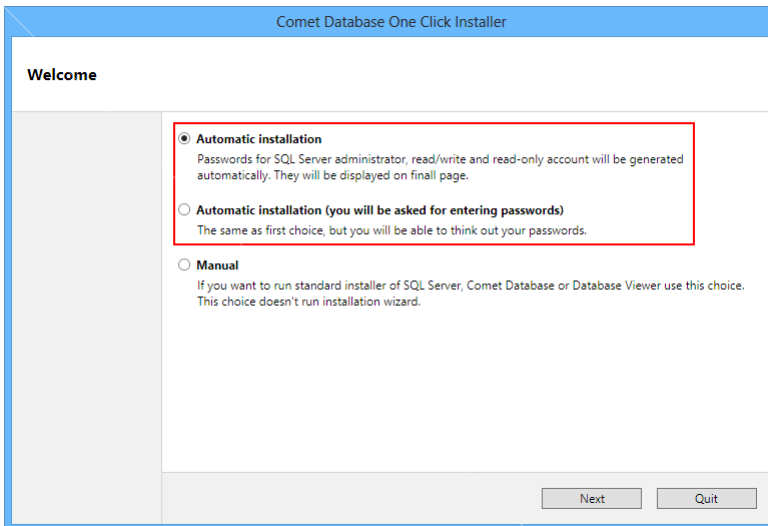 Comet Database One Click Installer
Welcome
Automatic installation
Passwords for SQL Server administrator, read/write and read-only account will be generated
automatically. They will be displayed on finall page.
Automatic installation (you will be asked for entering passwords)
The same as first choice, but you will be able to think out your passwords.
Manual
If you want to run standard installer of SQL Server, Comet Database or Database Viewer use this choice.
This choice doesn't run installation wizard.
Next Quit